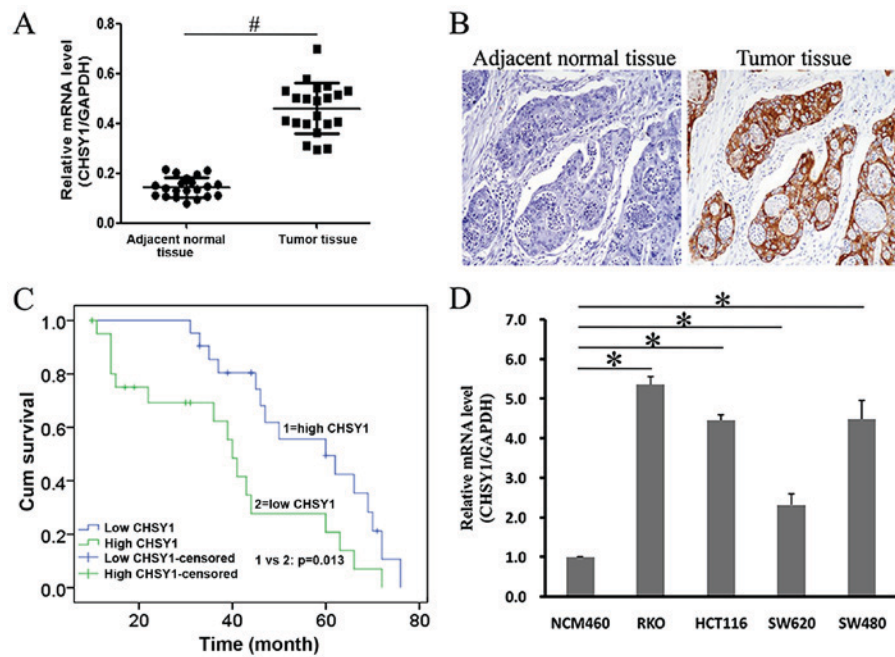 A
Relative mRNA level
(CHSY1/GAPDH)
0.8
0.6
0.4
0.2
0.0
#
Adjacent normal
tissue
Tumor tissue
B
Adjacent normal tissue
Tumor tissue
C
Cum survival
1.0
0.8
0.6
0.4
0.2
0.0
1=high CHSY1
2=low CHSY1
1 vs 2: p=0.013
Low CHSY1
High CHSY1
Low CHSY1-censored
High CHSY1-censored
20
40
60
80
Time (month)
D
Relative mRNA level
(CHSY1/GAPDH)
7.0
6.0
5.0
4.0
3.0
2.0
1.0
0.0
*
*
*
*
NCM460
RKO
HCT116
SW620
SW480